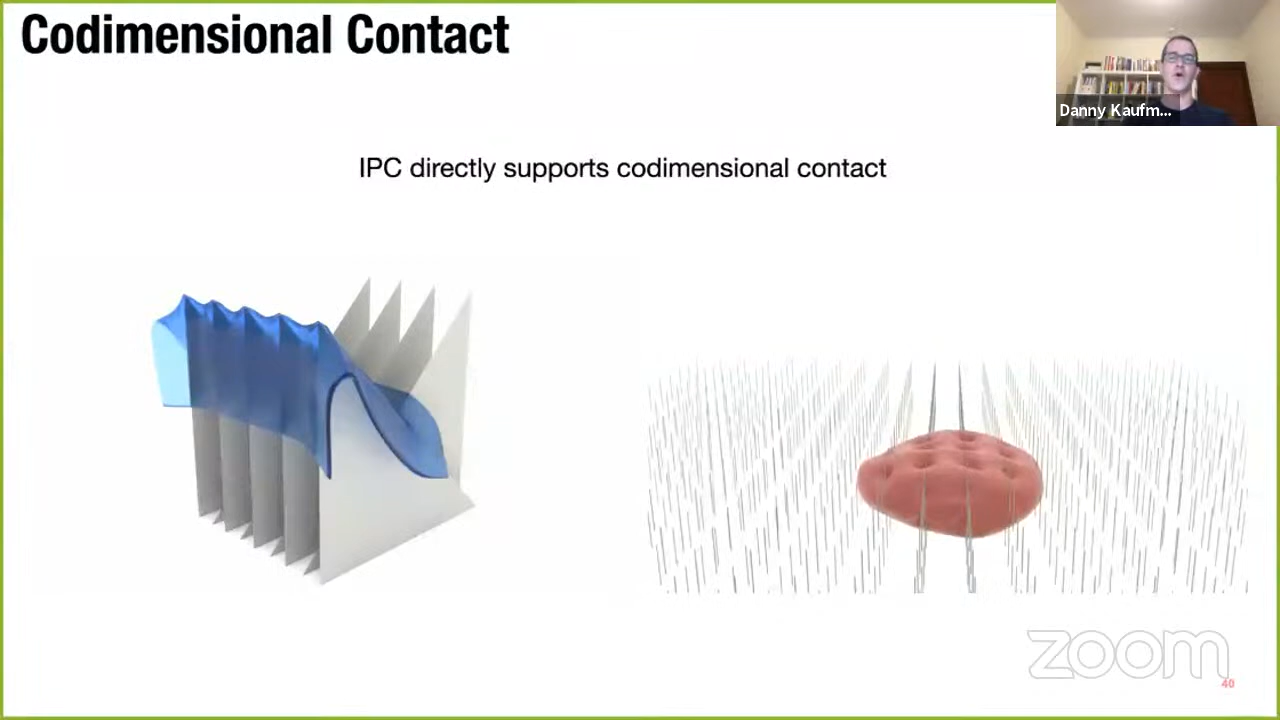 Codimensional Contact
Danny Kaufm...
IPC directly supports codimensional contact
zoom
40